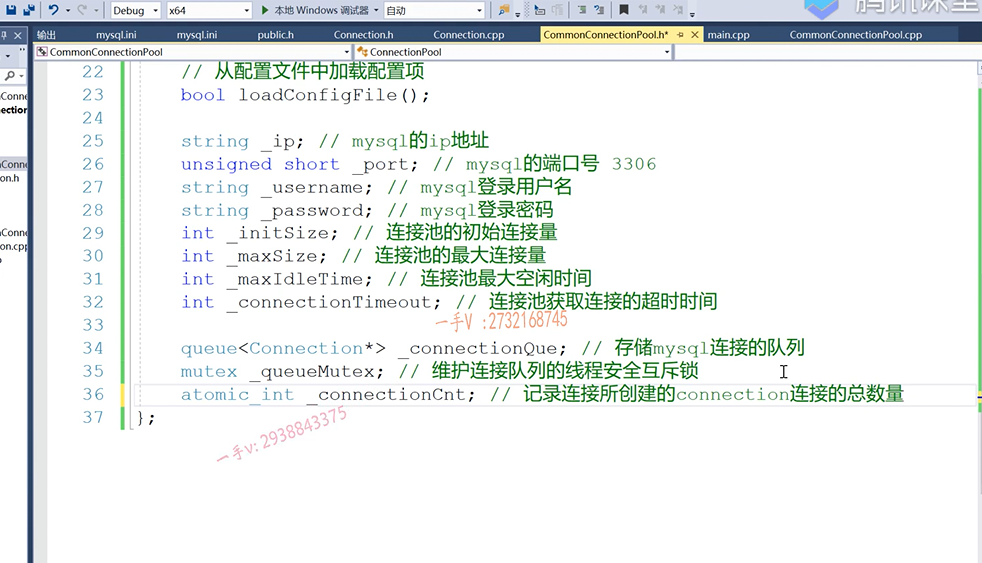 Debug x64 本地 Windows 调试器 自动
腾讯课堂
输出 mysql.ini mysql.ini public.h Connection.h Connection.cpp CommonConnectionPool.h* main.cpp CommonConnectionPool.cpp
CommonConnectionPool ConnectionPool
22 // 从配置文件中加载配置项
23 bool loadConfigFile();
24
25 string _ip; // mysql的ip地址
26 unsigned short _port; // mysql的端口号 3306
27 string _username; // mysql登录用户名
28 string _password; // mysql登录密码
29 int _initSize; // 连接池的初始连接量
30 int _maxSize; // 连接池的最大连接量
31 int _maxIdleTime; // 连接池最大空闲时间
32 int _connectionTimeout; // 连接池获取连接的超时时间
33
一手V :2732168745
34 queue<Connection*> _connectionQue; // 存储mysql连接的队列
35 mutex _queueMutex; // 维护连接队列的线程安全互斥锁
36 atomic_int _connectionCnt; // 记录连接所创建的connection连接的总数量
37 };
一手v: 2938843375